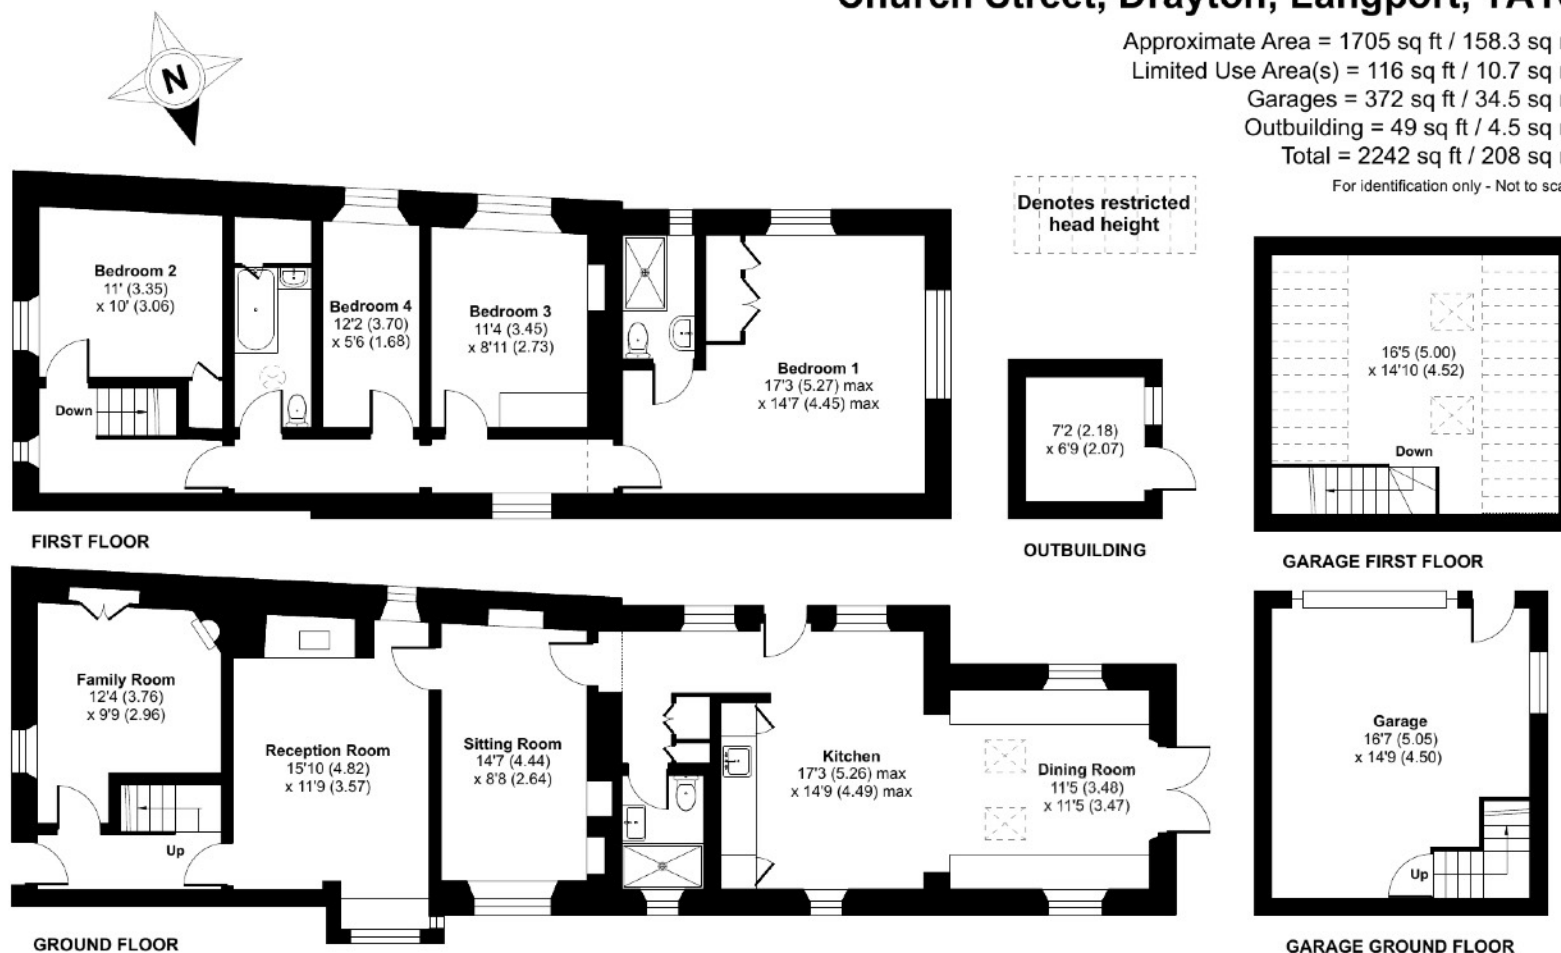 Church Street, Drayton, Langport,
Approximate Area = 1705 sq ft / 158.3 sq
Limited Use Area(s) = 116 sq ft / 10.7 sq
Garages = 372 sq ft / 34.5 sq
Outbuilding = 49 sq ft / 4.5 sq
Total = 2242 sq ft / 208 sq
For identification only - Not to
N
Denotes restricted
head height
Bedroom 2
11' (3.35)
x 10' (3.06)
Bedroom 4
12'2 (3.70)
x 5'6 (1.68)
Bedroom 3
11'4 (3.45)
x 8'11 (2.73)
Bedroom 1
17'3 (5.27) max
x 14'7 (4.45) max
Down
FIRST FLOOR
7'2 (2.18)
x 6'9 (2.07)
OUTBUILDING
16'5 (5.00)
x 14'10 (4.52)
Down
GARAGE FIRST FLOOR
Family Room
12'4 (3.76)
x 9'9 (2.96)
Up
Reception Room
15'10 (4.82)
x 11'9 (3.57)
Sitting Room
14'7 (4.44)
x 8'8 (2.64)
Kitchen
17'3 (5.26) max
x 14'9 (4.49) max
Dining Room
11'5 (3.48)
x 11'5 (3.47)
GROUND FLOOR
Garage
16'7 (5.05)
x 14'9 (4.50)
Up
GARAGE GROUND FLOOR